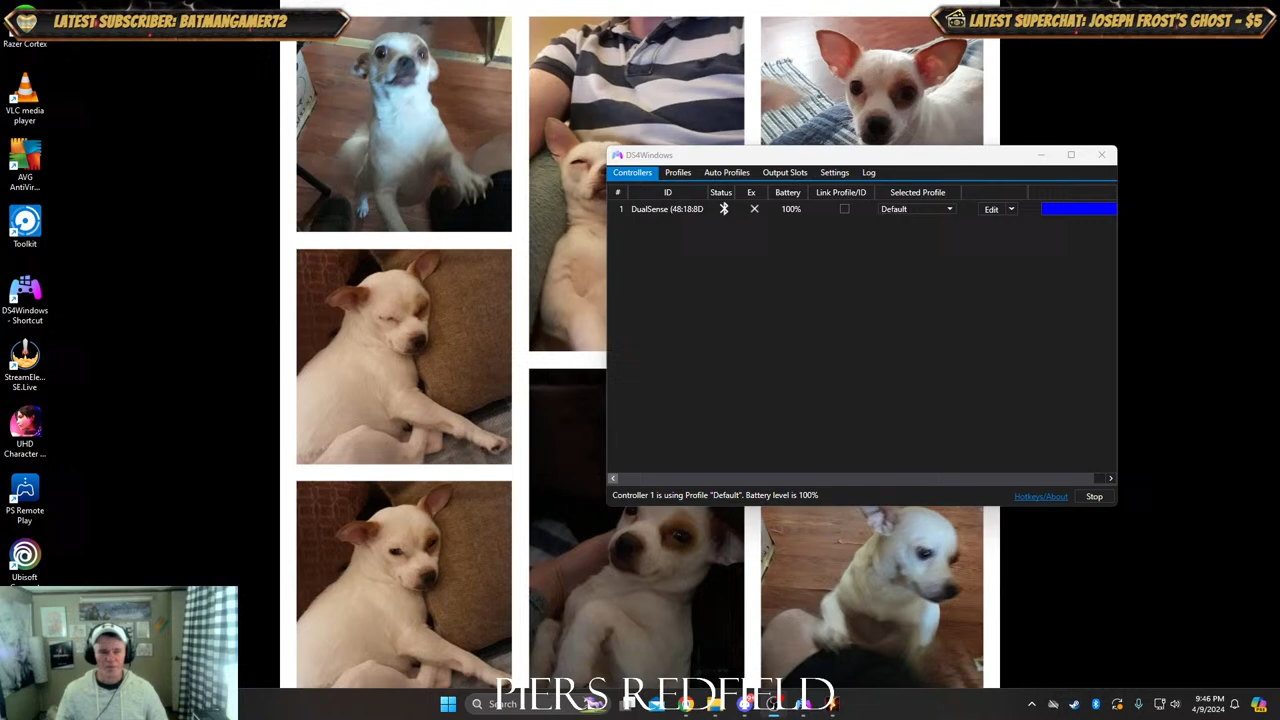 LATEST SUBSCRIBER: BATMANGAMER72
LATEST SUPERCHAT: JOSEPH FROST'S GHOST - $5
Razer Cortex
VLC media
player
AVG
AntiVir...
Toolkit
DS4Windows
- Shortcut
StreamEle...
SE.Live
UHD
Character ...
PS Remote
Play
Ubisoft
DS4Windows
Controllers Profiles Auto Profiles Output Slots Settings Log
# ID Status Ex Battery Link Profile/ID Selected Profile
1 DualSense (48:18:8D 100% Default Edit
Controller 1 is using Profile "Default". Battery level is 100%
Hotkeys/About Stop
PIERS REDFIELD
Search
9:46 PM
4/9/2024